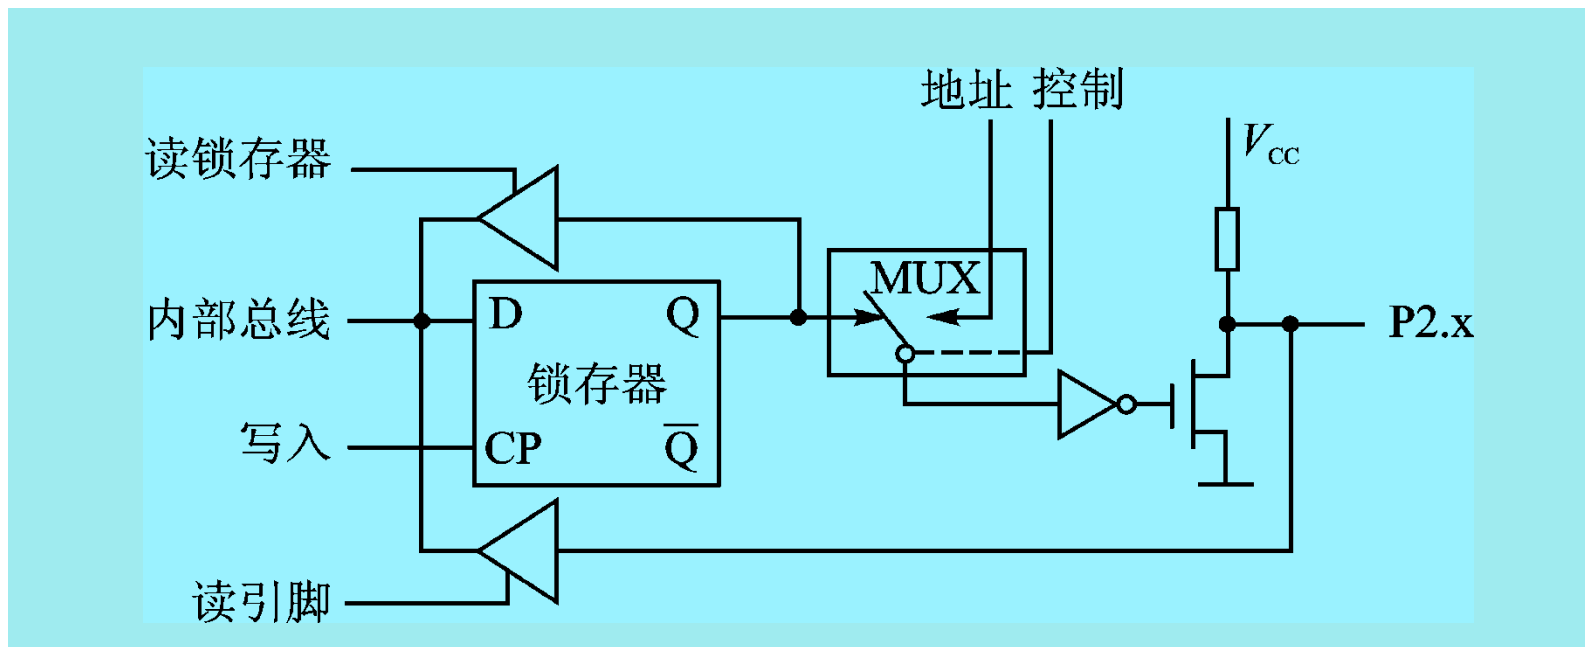 地址 控制
V_CC
读锁存器
MUX
内部总线
D
Q
P2.x
锁存器
写入
CP
Q̅
读引脚